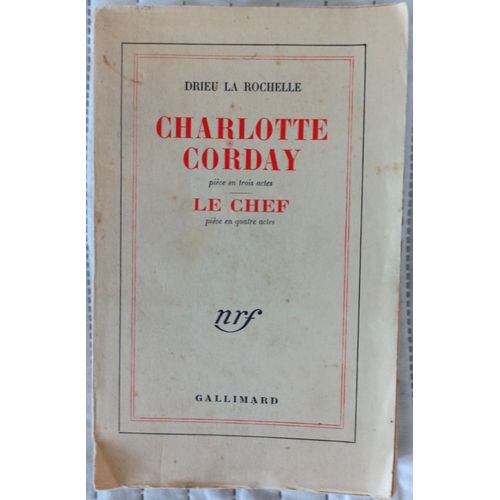 DRIEU LA ROCHELLE
CHARLOTTE
CORDAY
pièce en trois actes
LE CHEF
pièce en quatre actes
nrf
GALLIMARD